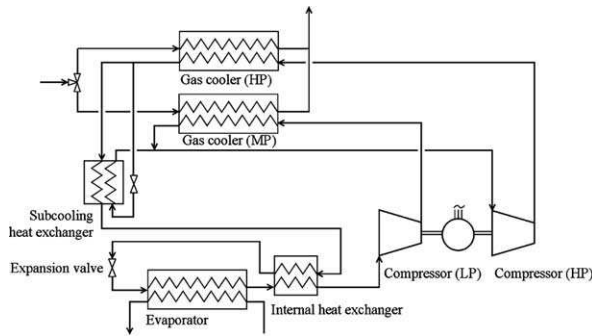 Gas cooler (HP)
Gas cooler (MP)
Subcooling
heat exchanger
Expansion valve
Evaporator
Internal heat exchanger
Compressor (LP)
Compressor (HP)